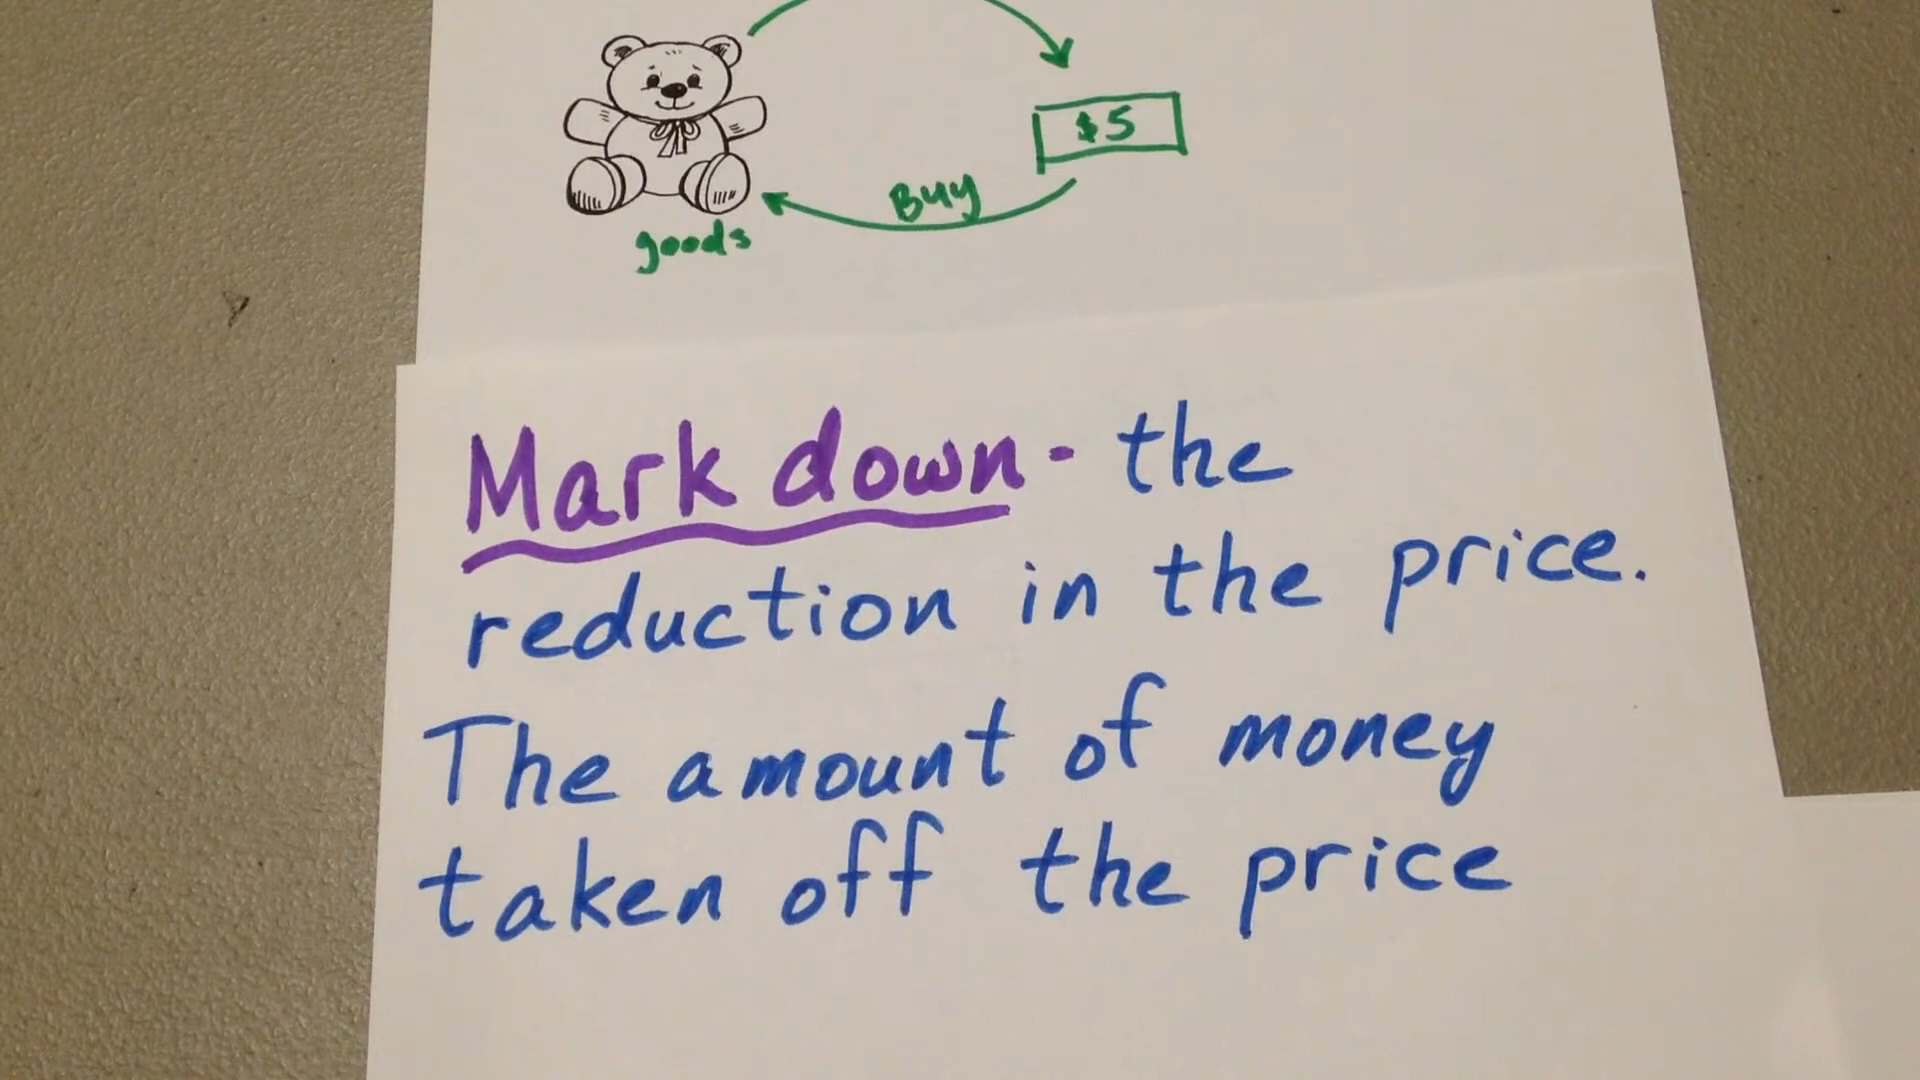 $5
Buy
goods
Mark down - the
reduction in the price.
The amount of money
taken off the price